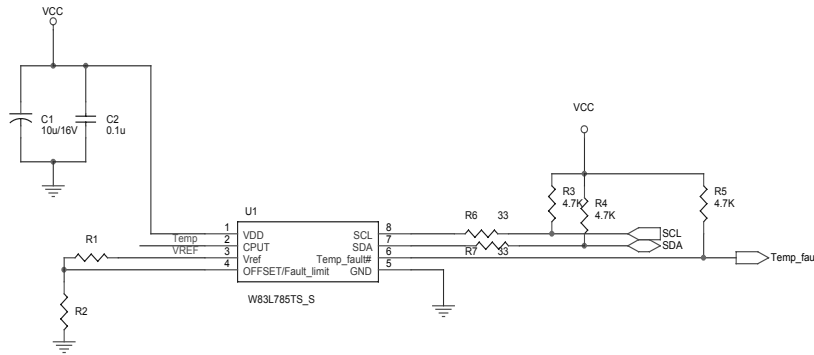 VCC
C1
10u/16V
C2
0.1u
VCC
R3
4.7K
R4
4.7K
R5
4.7K
U1
R6 33
R1
Temp
VREF
1 VDD
2 CPUT
3 Vref
4 OFFSET/Fault_limit
SCL 8
SDA 7
Temp_fault# 6
GND 5
R7 33
SCL
SDA
Temp_fau
R2
W83L785TS_S